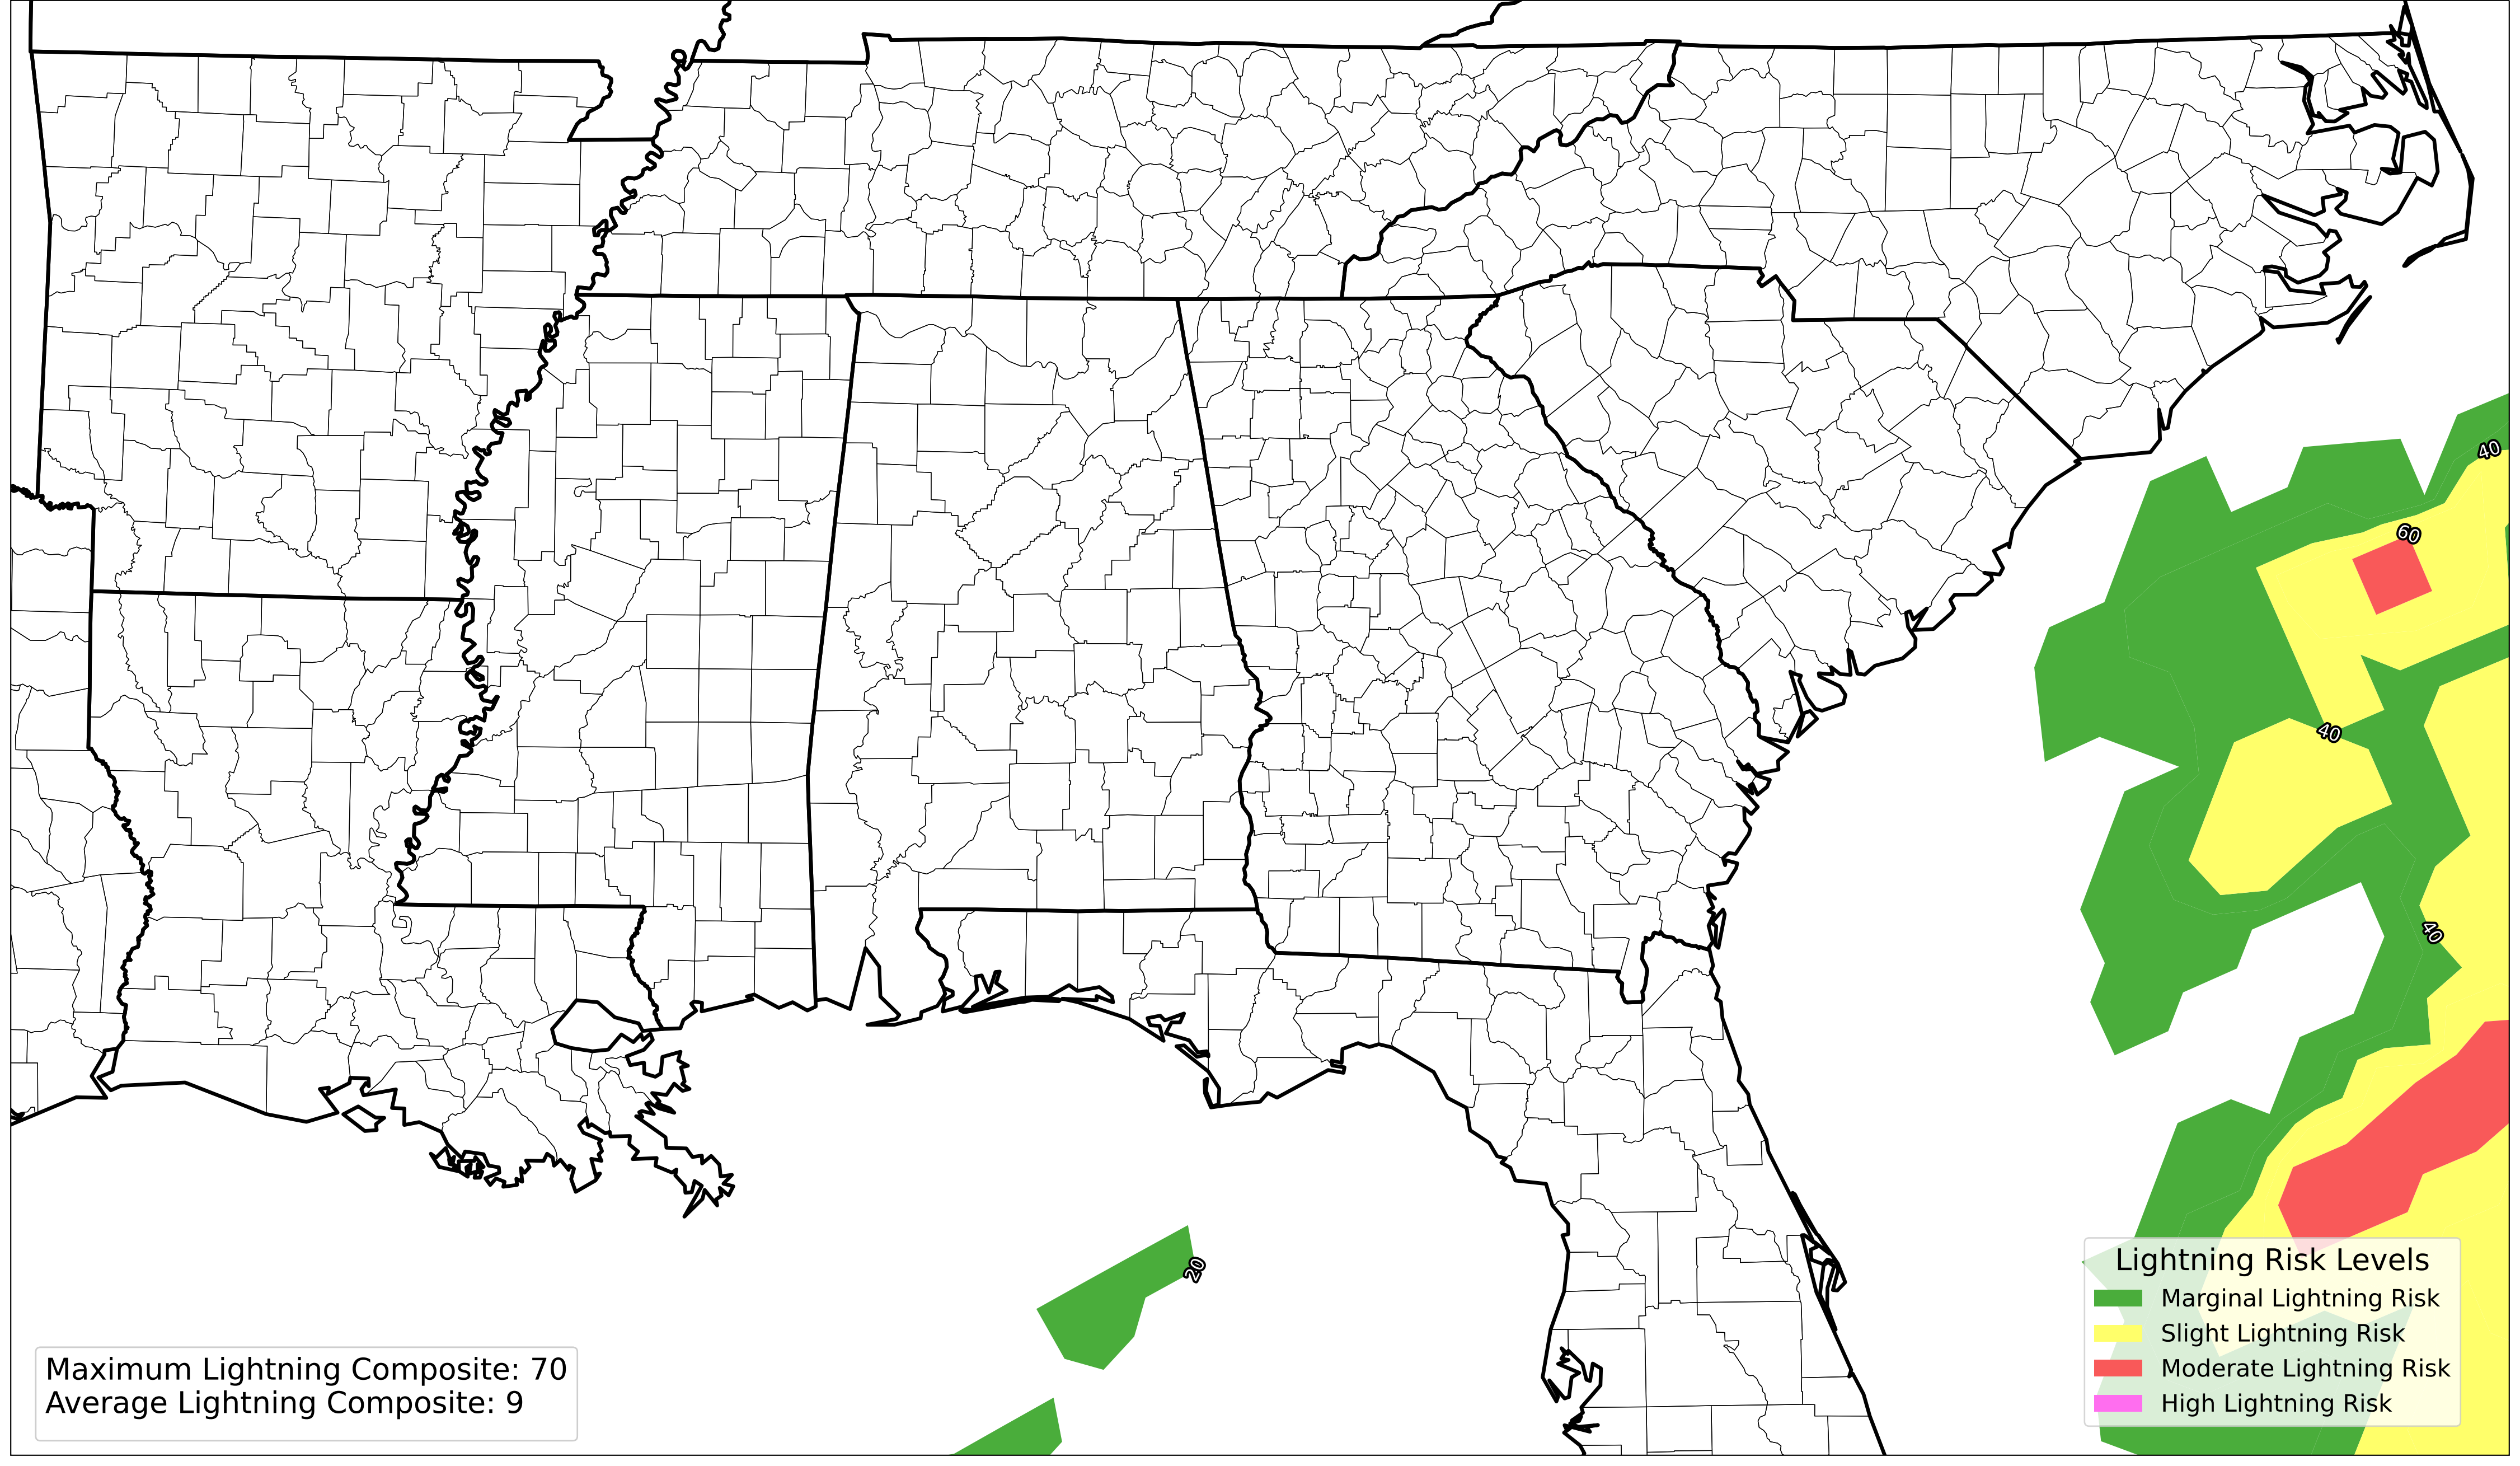 40
60
40
40
20
Lightning Risk Levels
Marginal Lightning Risk
Slight Lightning Risk
Moderate Lightning Risk
High Lightning Risk
Maximum Lightning Composite: 70
Average Lightning Composite: 9